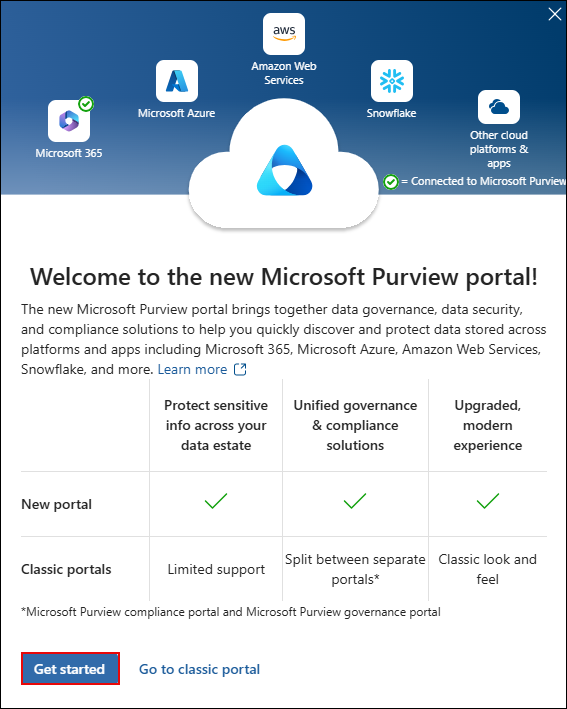 aws
Amazon Web
Services
Microsoft Azure
Snowflake
Microsoft 365
Other cloud
platforms &
apps
= Connected to Microsoft Purview
Welcome to the new Microsoft Purview portal!
The new Microsoft Purview portal brings together data governance, data security,
and compliance solutions to help you quickly discover and protect data stored across
platforms and apps including Microsoft 365, Microsoft Azure, Amazon Web Services,
Snowflake, and more. Learn more
Protect sensitive
info across your
data estate
Unified governance
& compliance
solutions
Upgraded,
modern
experience
New portal
Classic portals
Limited support
Split between separate
portals*
Classic look and
feel
*Microsoft Purview compliance portal and Microsoft Purview governance portal
Get started
Go to classic portal